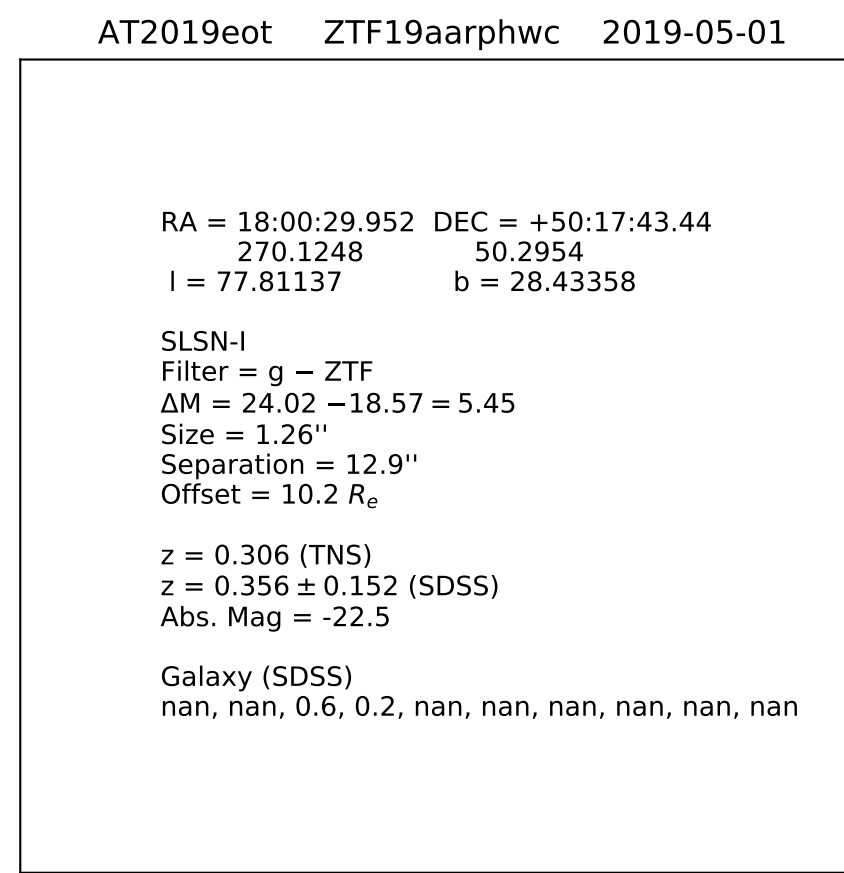 AT2019eot ZTF19aarphwc 2019-05-01
RA = 18:00:29.952 DEC = +50:17:43.44
270.1248 50.2954
l = 77.81137 b = 28.43358
SLSN-I
Filter = g − ZTF
ΔM = 24.02 −18.57 = 5.45
Size = 1.26''
Separation = 12.9''
Offset = 10.2 Rₑ
z = 0.306 (TNS)
z = 0.356 ± 0.152 (SDSS)
Abs. Mag = -22.5
Galaxy (SDSS)
nan, nan, 0.6, 0.2, nan, nan, nan, nan, nan, nan